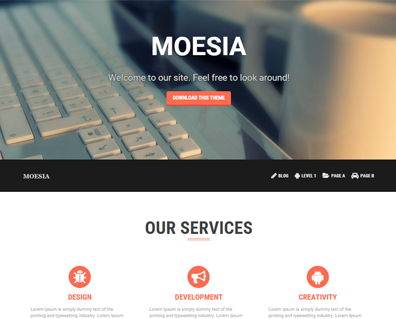 MOESIA
Welcome to our site. Feel free to look around!
DOWNLOAD THIS THEME
MOESIA
BLOG LEVEL 1 PAGE A PAGE B
OUR SERVICES
DESIGN DEVELOPMENT CREATIVITY
Lorem Ipsum is simply dummy text of the Lorem Ipsum is simply dummy text of the Lorem Ipsum is simply dummy text of the
printing and typesetting industry. Lorem Ipsum printing and typesetting industry. Lorem Ipsum printing and typesetting industry. Lorem Ipsum